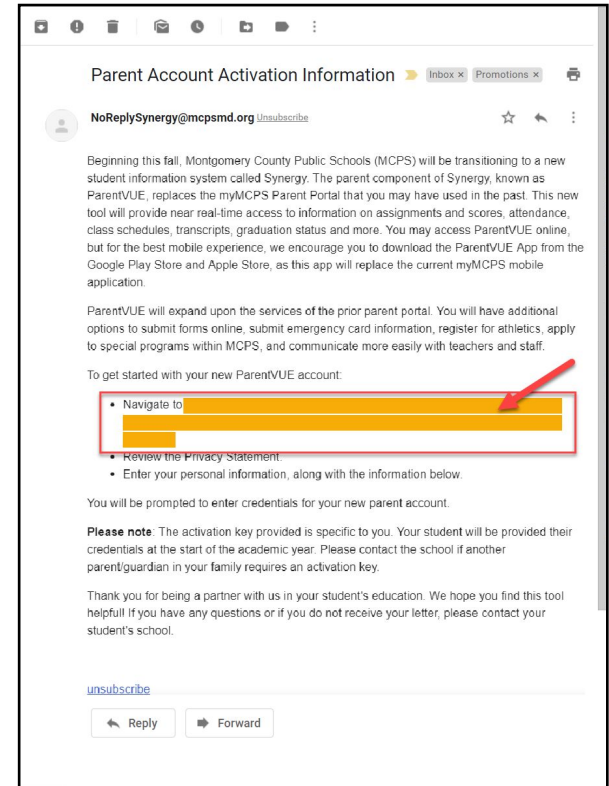 Parent Account Activation Information Inbox × Promotions ×
NoReplySynergy@mcpsmd.org Unsubscribe
Beginning this fall, Montgomery County Public Schools (MCPS) will be transitioning to a new
student information system called Synergy. The parent component of Synergy, known as
ParentVUE, replaces the myMCPS Parent Portal that you may have used in the past. This new
tool will provide near real-time access to information on assignments and scores, attendance,
class schedules, transcripts, graduation status and more. You may access ParentVUE online,
but for the best mobile experience, we encourage you to download the ParentVUE App from the
Google Play Store and Apple Store, as this app will replace the current myMCPS mobile
application.
ParentVUE will expand upon the services of the prior parent portal. You will have additional
options to submit forms online, submit emergency card information, register for athletics, apply
to special programs within MCPS, and communicate more easily with teachers and staff.
To get started with your new ParentVUE account:
• Navigate to
• Review the Privacy Statement.
• Enter your personal information, along with the information below.
You will be prompted to enter credentials for your new parent account.
Please note: The activation key provided is specific to you. Your student will be provided their
credentials at the start of the academic year. Please contact the school if another
parent/guardian in your family requires an activation key.
Thank you for being a partner with us in your student's education. We hope you find this tool
helpful! If you have any questions or if you do not receive your letter, please contact your
student's school.
unsubscribe
Reply Forward